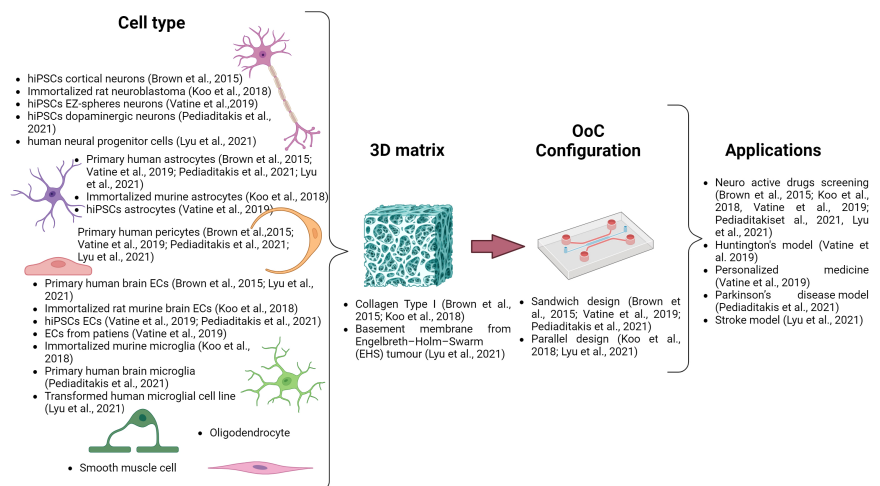 Cell type
• hiPSCs cortical neurons (Brown et al., 2015)
• Immortalized rat neuroblastoma (Koo et al., 2018)
• hiPSCs EZ-spheres neurons (Vatine et al.,2019)
• hiPSCs dopaminergic neurons (Pediaditakis et al.,
2021)
• human neural progenitor cells (Lyu et al., 2021)
• Primary human astrocytes (Brown et al., 2015;
Vatine et al., 2019; Pediaditakis et al., 2021; Lyu
et al., 2021)
• Immortalized murine astrocytes (Koo et al., 2018)
• hiPSCs astrocytes (Vatine et al., 2019)
Primary human pericytes (Brown et al.,2015;
Vatine et al., 2019; Pediaditakis et al., 2021;
Lyu et al., 2021)
• Primary human brain ECs (Brown et al., 2015; Lyu et al.,
2021)
• Immortalized rat murine brain ECs (Koo et al., 2018)
• hiPSCs ECs (Vatine et al., 2019; Pediaditakis et al., 2021)
• ECs from patiens (Vatine et al., 2019)
• Immortalized murine microglia (Koo et al.,
2018)
• Primary human brain microglia
(Pediaditakis et al., 2021)
• Transformed human microglial cell line
(Lyu et al., 2021)
• Oligodendrocyte
• Smooth muscle cell
3D matrix
• Collagen Type I (Brown et al.,
2015; Koo et al., 2018)
• Basement membrane from
Engelbreth–Holm–Swarm
(EHS) tumour (Lyu et al., 2021)
OoC
Configuration
• Sandwich design (Brown et
al., 2015; Vatine et al., 2019;
Pediaditakis et al., 2021)
• Parallel design (Koo et al.,
2018; Lyu et al., 2021)
Applications
• Neuro active drugs screening
(Brown et al., 2015; Koo et al.,
2018, Vatine et al., 2019;
Pediaditakiset al., 2021, Lyu
et al., 2021)
• Huntington's model (Vatine et
al. 2019)
• Personalized medicine
(Vatine et al., 2019)
• Parkinson's disease model
(Pediaditakis et al., 2021)
• Stroke model (Lyu et al., 2021)